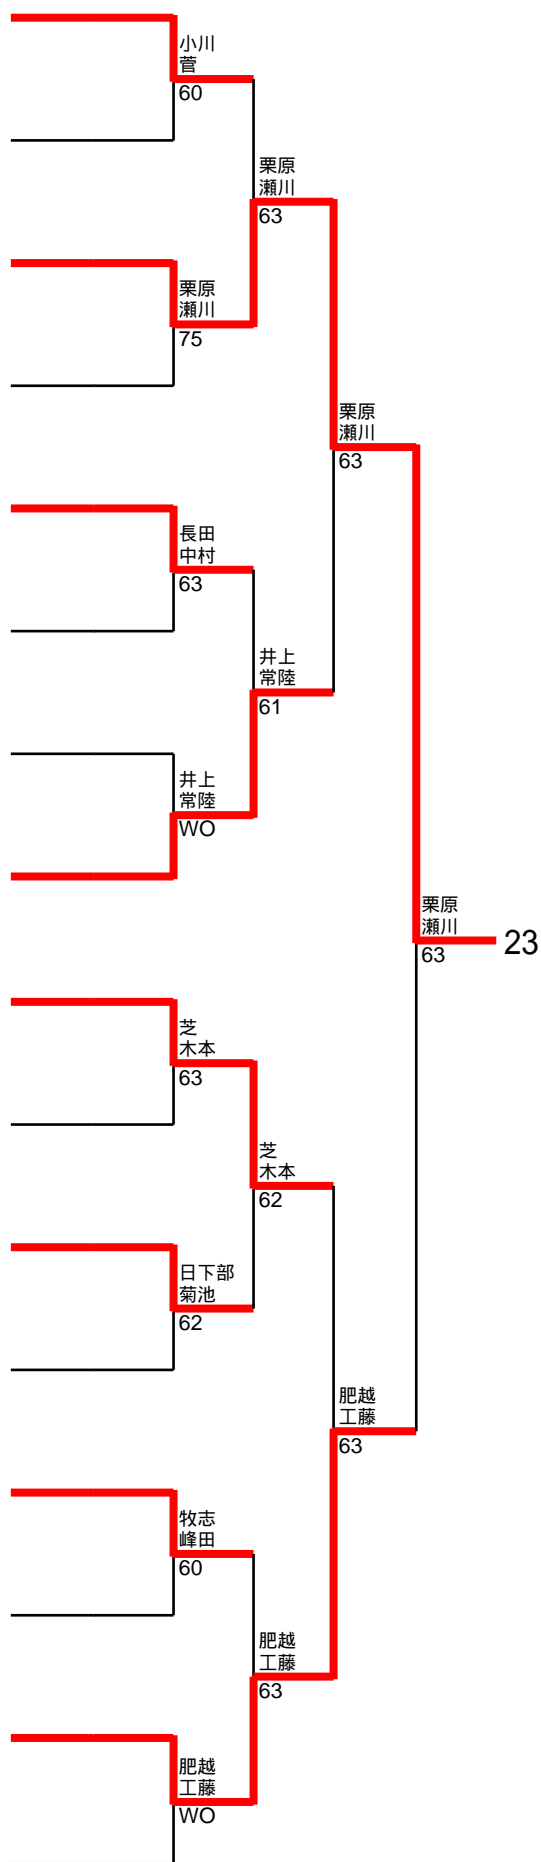 小川
菅
60
栗原
瀬川
63
栗原
瀬川
75
栗原
瀬川
63
長田
中村
63
井上
常陸
61
井上
常陸
WO
栗原
瀬川
63
23
芝
木本
63
芝
木本
62
日下部
菊池
62
肥越
工藤
63
牧志
峰田
60
肥越
工藤
63
肥越
工藤
WO